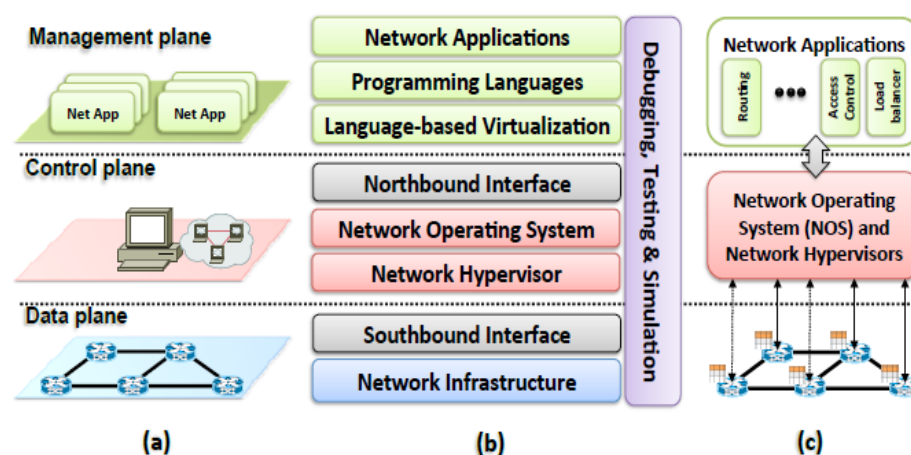 Management plane
Net App
Net App
Control plane
Data plane
(a)
Network Applications
Programming Languages
Language-based Virtualization
Northbound Interface
Network Operating System
Network Hypervisor
Southbound Interface
Network Infrastructure
Debugging, Testing & Simulation
(b)
Network Applications
Routing
Access
Control
Load
balancer
Network Operating
System (NOS) and
Network Hypervisors
(c)